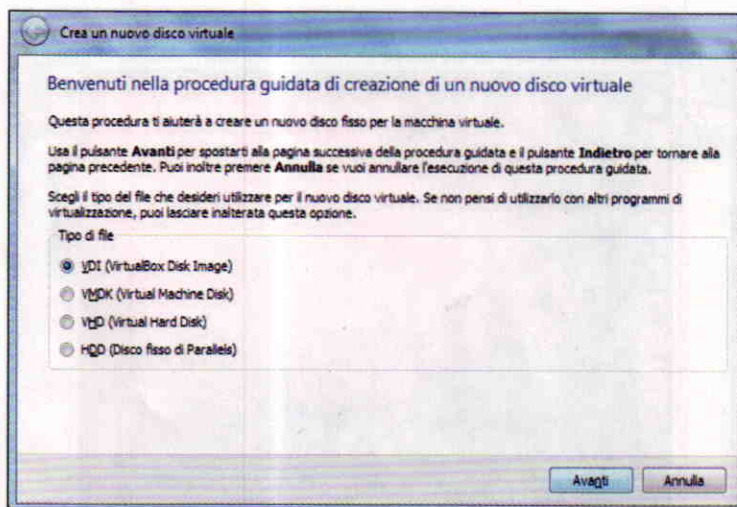 Crea un nuovo disco virtuale
Benvenuti nella procedura guidata di creazione di un nuovo disco virtuale
Questa procedura ti aiuterà a creare un nuovo disco fisso per la macchina virtuale.
Usa il pulsante Avanti per spostarti alla pagina successiva della procedura guidata e il pulsante Indietro per tornare alla
pagina precedente. Puoi inoltre premere Annulla se vuoi annullare l'esecuzione di questa procedura guidata.
Scegli il tipo del file che desideri utilizzare per il nuovo disco virtuale. Se non pensi di utilizzarlo con altri programmi di
virtualizzazione, puoi lasciare inalterata questa opzione.
Tipo di file
VDI (VirtualBox Disk Image)
VMDK (Virtual Machine Disk)
VHD (Virtual Hard Disk)
HDD (Disco fisso di Parallels)
Avanti Annulla